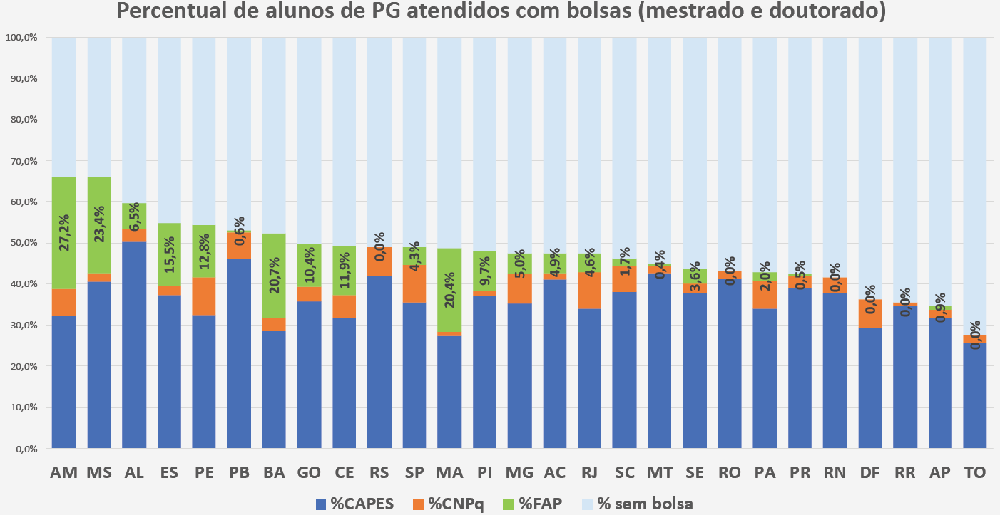 Percentual de alunos de PG atendidos com bolsas (mestrado e doutorado)
100,0%
90,0%
80,0%
70,0%
60,0%
50,0%
40,0%
30,0%
20,0%
10,0%
0,0%
27,2% 23,4% 6,5% 15,5% 12,8% 0,6% 20,7% 10,4% 11,9% 0,0% 4,3% 20,4% 9,7% 5,0% 4,9% 4,6% 1,7% 0,4% 3,6% 0,0% 2,0% 0,5% 0,0% 0,0% 0,0% 0,9% 0,0%
AM MS AL ES PE PB BA GO CE RS SP MA PI MG AC RJ SC MT SE RO PA PR RN DF RR AP TO
%CAPES %CNPq %FAP % sem bolsa